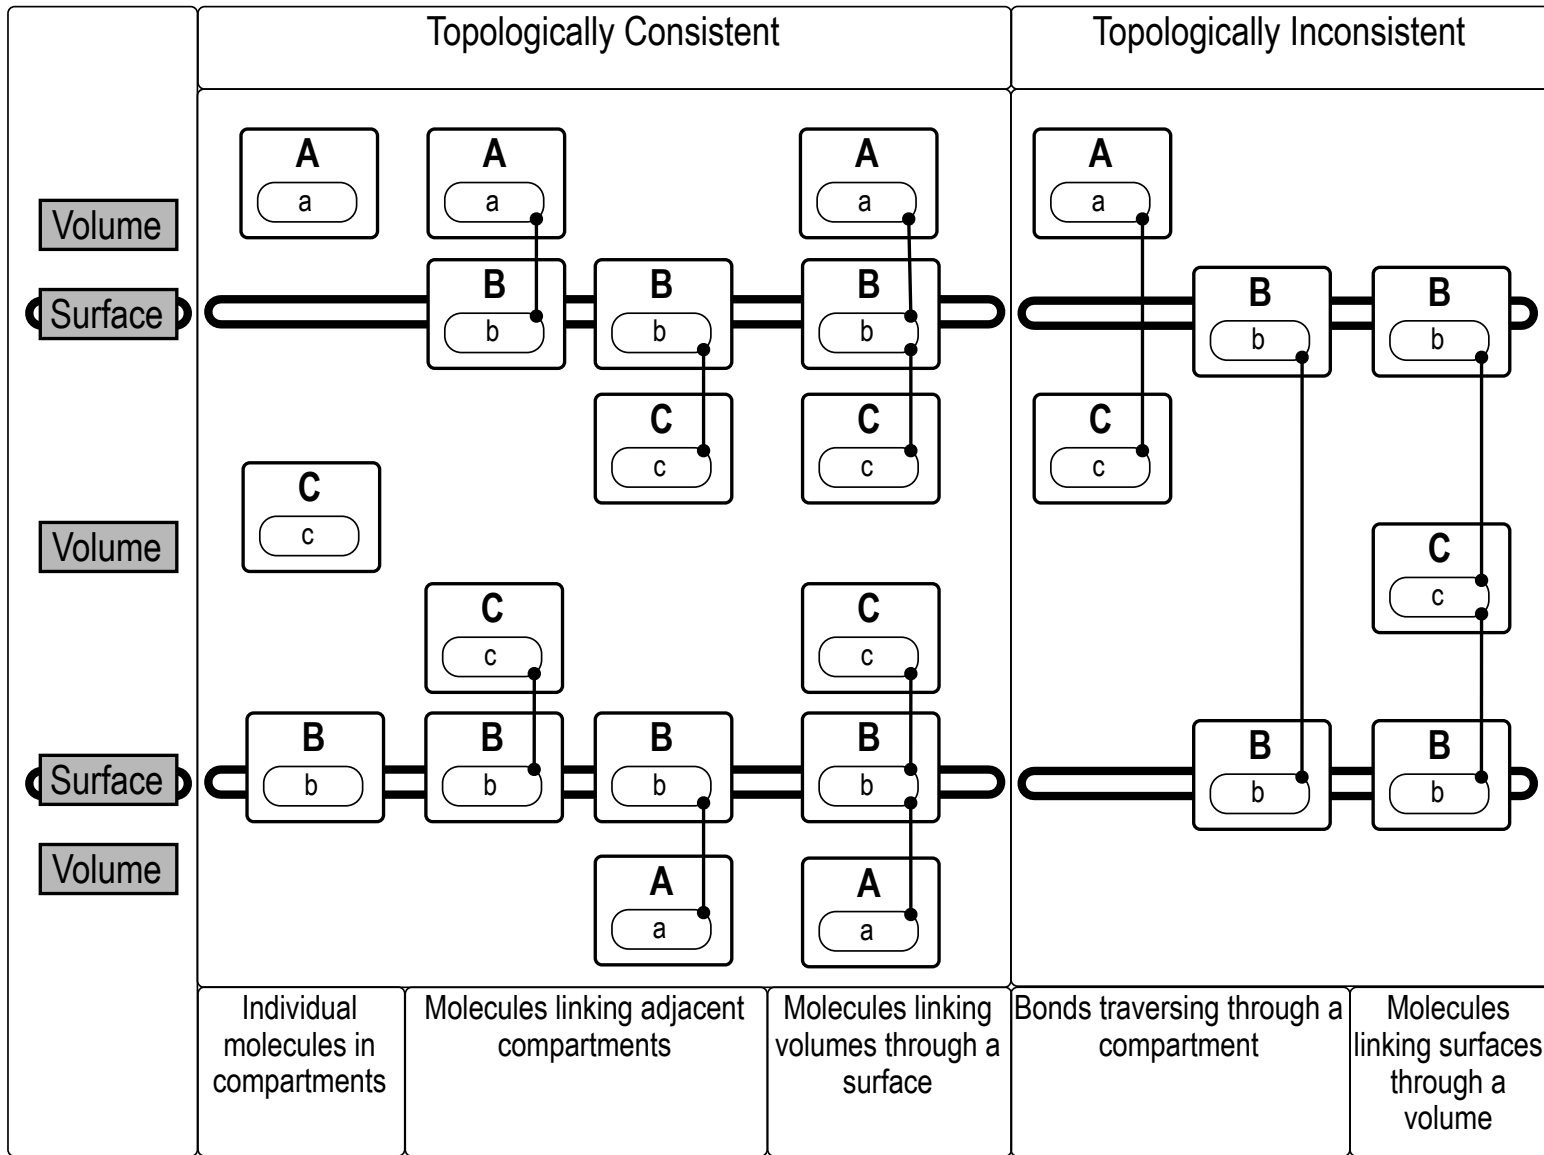 Topologically Consistent
Topologically Inconsistent
A
A
A
A
a
a
a
a
Volume
B
B
B
B
B
Surface
b
b
b
b
b
C
C
C
c
c
c
C
c
Volume
C
c
C
C
c
c
B
B
B
B
B
B
Surface
b
b
b
b
b
b
Volume
A
A
a
a
Individual
molecules in
compartments
Molecules linking adjacent
compartments
Molecules linking
volumes through a
surface
Bonds traversing through a
compartment
Molecules
linking surfaces
through a
volume